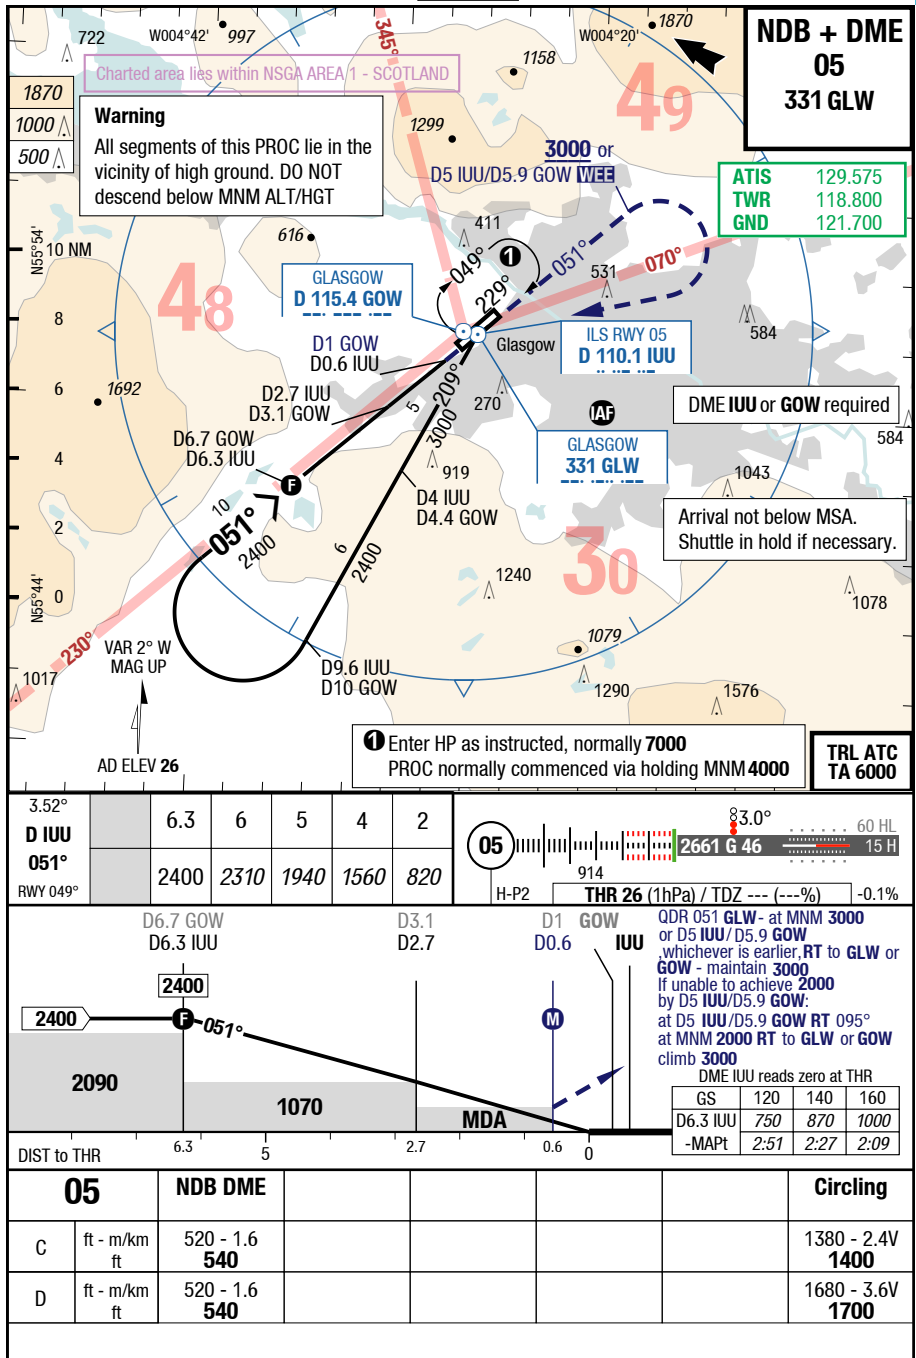 722
W004°42'
997
345°
W004°20'
1870
NDB + DME
05
331 GLW
Charted area lies within NSGA AREA 1 - SCOTLAND
1158
1870
1000
500
Warning
All segments of this PROC lie in the
vicinity of high ground. DO NOT
descend below MNM ALT/HGT
1299
49
3000 or
D5 IUU/D5.9 GOW WEE
ATIS 129.575
TWR 118.800
GND 121.700
N55°54'
10 NM
616
411
049°
1
051°
070°
48
GLASGOW
D 115.4 GOW
229°
531
8
D1 GOW
D0.6 IUU
Glasgow
ILS RWY 05
D 110.1 IUU
584
6
1692
D2.7 IUU
D3.1 GOW
5
209°
3000
270
IAF
DME IUU or GOW required
584
D6.7 GOW
D6.3 IUU
GLASGOW
331 GLW
4
F
919
D4 IUU
D4.4 GOW
1043
10
051°
2400
6
2400
30
Arrival not below MSA.
Shuttle in hold if necessary.
2
1240
N55°44'
0
1078
230°
VAR 2° W
MAG UP
1079
1017
D9.6 IUU
D10 GOW
1290
1576
AD ELEV 26
1 Enter HP as instructed, normally 7000
PROC normally commenced via holding MNM 4000
TRL ATC
TA 6000
3.52°
D IUU
051°
RWY 049°
6.3 6 5 4 2
2400 2310 1940 1560 820
05
3.0°
60 HL
2661 G 46
15 H
914
H-P2
THR 26 (1hPa) / TDZ --- (---%)
-0.1%
D6.7 GOW
D6.3 IUU
D3.1
D2.7
D1 GOW
D0.6 IUU
QDR 051 GLW- at MNM 3000
or D5 IUU/D5.9 GOW
,whichever is earlier, RT to GLW or
GOW - maintain 3000
If unable to achieve 2000
by D5 IUU/D5.9 GOW:
at D5 IUU/D5.9 GOW RT 095°
at MNM 2000 RT to GLW or GOW
climb 3000
2400
2400
F
051°
M
2090
1070
MDA
DME IUU reads zero at THR
GS 120 140 160
D6.3 IUU 750 870 1000
-MAPt 2:51 2:27 2:09
DIST to THR
6.3 5 2.7 0.6 0
05 NDB DME Circling
C ft - m/km 520 - 1.6 1380 - 2.4V
ft 540 1400
D ft - m/km 520 - 1.6 1680 - 3.6V
ft 540 1700